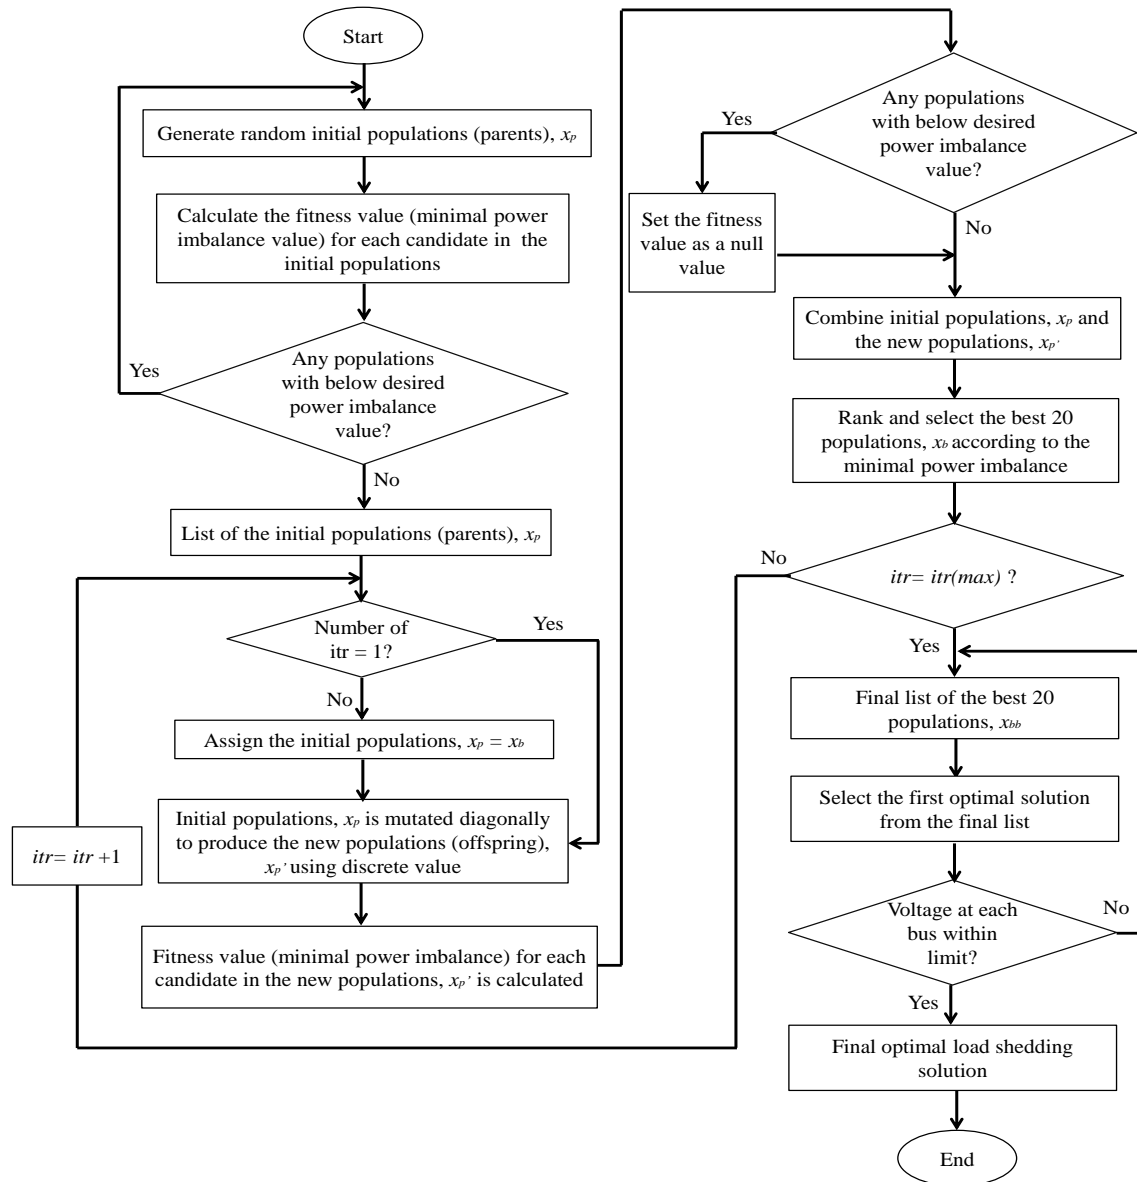 Start
Generate random initial populations (parents), xp
Calculate the fitness value (minimal power
imbalance value) for each candidate in the
initial populations
Any populations
with below desired
power imbalance
value?
Yes
No
List of the initial populations (parents), xp
Number of
itr = 1?
Yes
No
Assign the initial populations, xp = xb
Initial populations, xp is mutated diagonally
to produce the new populations (offspring),
xp' using discrete value
itr= itr +1
Fitness value (minimal power imbalance) for each
candidate in the new populations, xp' is calculated
Any populations
with below desired
power imbalance
value?
Yes
Set the fitness
value as a null
value
No
Combine initial populations, xp and
the new populations, xp'
Rank and select the best 20
populations, xb according to the
minimal power imbalance
No
itr= itr(max) ?
Yes
Final list of the best 20
populations, xbb
Select the first optimal solution
from the final list
Voltage at each
bus within
limit?
No
Yes
Final optimal load shedding
solution
End